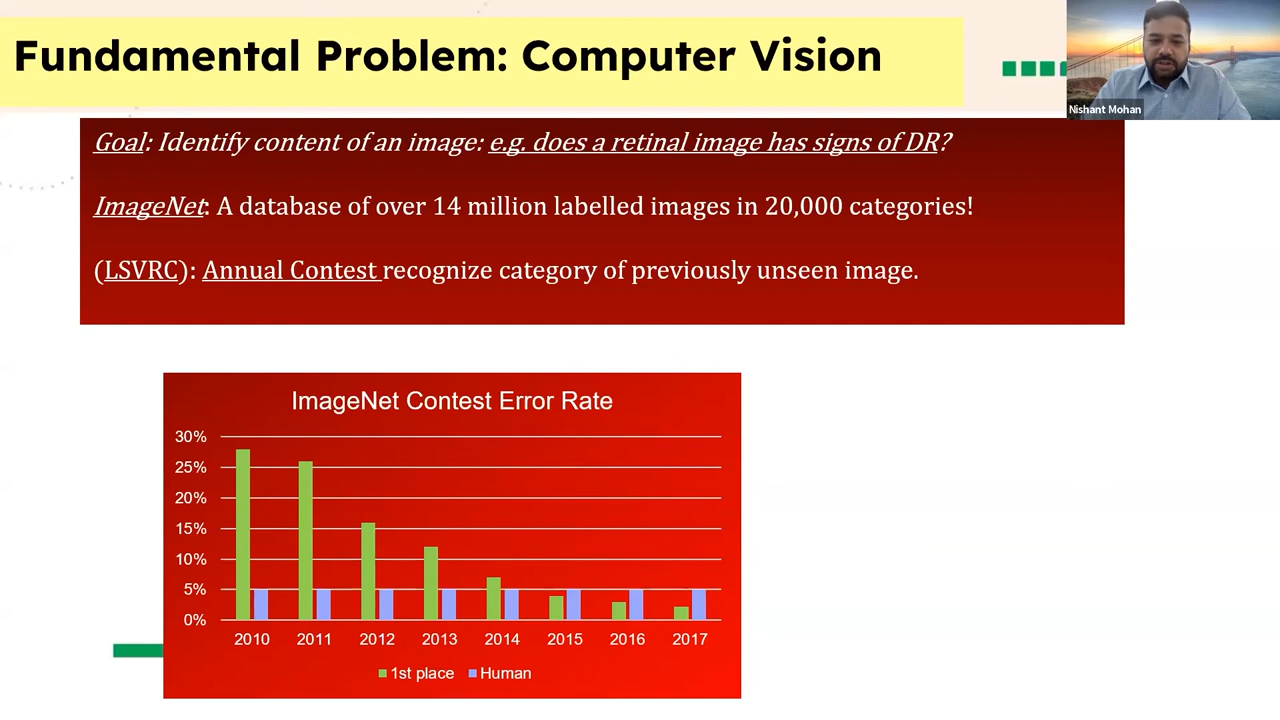 Fundamental Problem: Computer Vision
Nishant Mohan
Goal: Identify content of an image: e.g. does a retinal image has signs of DR?
ImageNet: A database of over 14 million labelled images in 20,000 categories!
(LSVRC): Annual Contest recognize category of previously unseen image.
ImageNet Contest Error Rate
30%
25%
20%
15%
10%
5%
0%
2010 2011 2012 2013 2014 2015 2016 2017
1st place Human